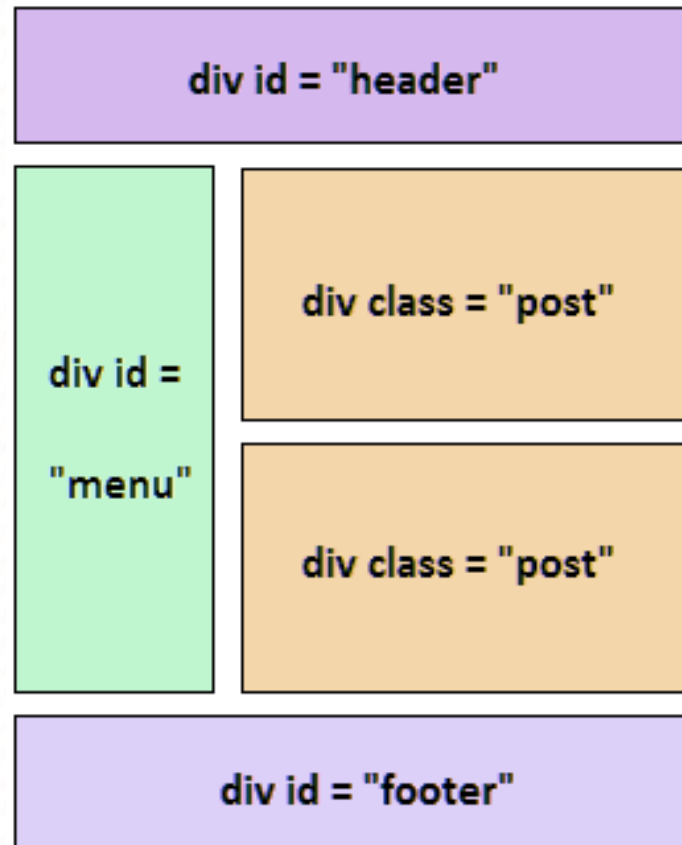 div id = "header"
div id =
"menu"
div class = "post"
div class = "post"
div id = "footer"